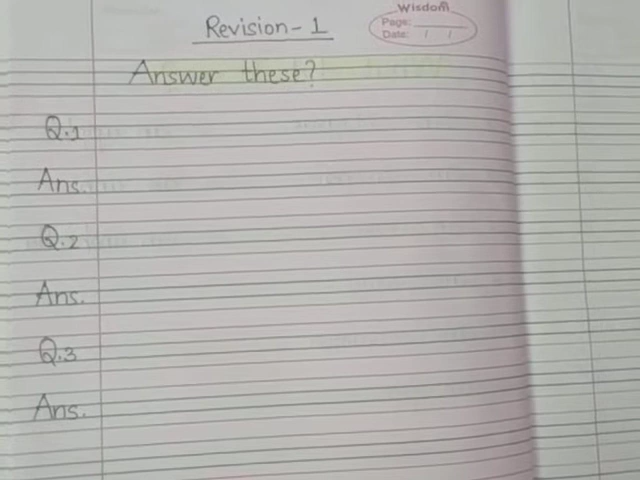 Wisdom
Revision-1
Page:
Date: / /
Answer these?
Q.1
Ans.
Q.2
Ans.
Q.3
Ans.